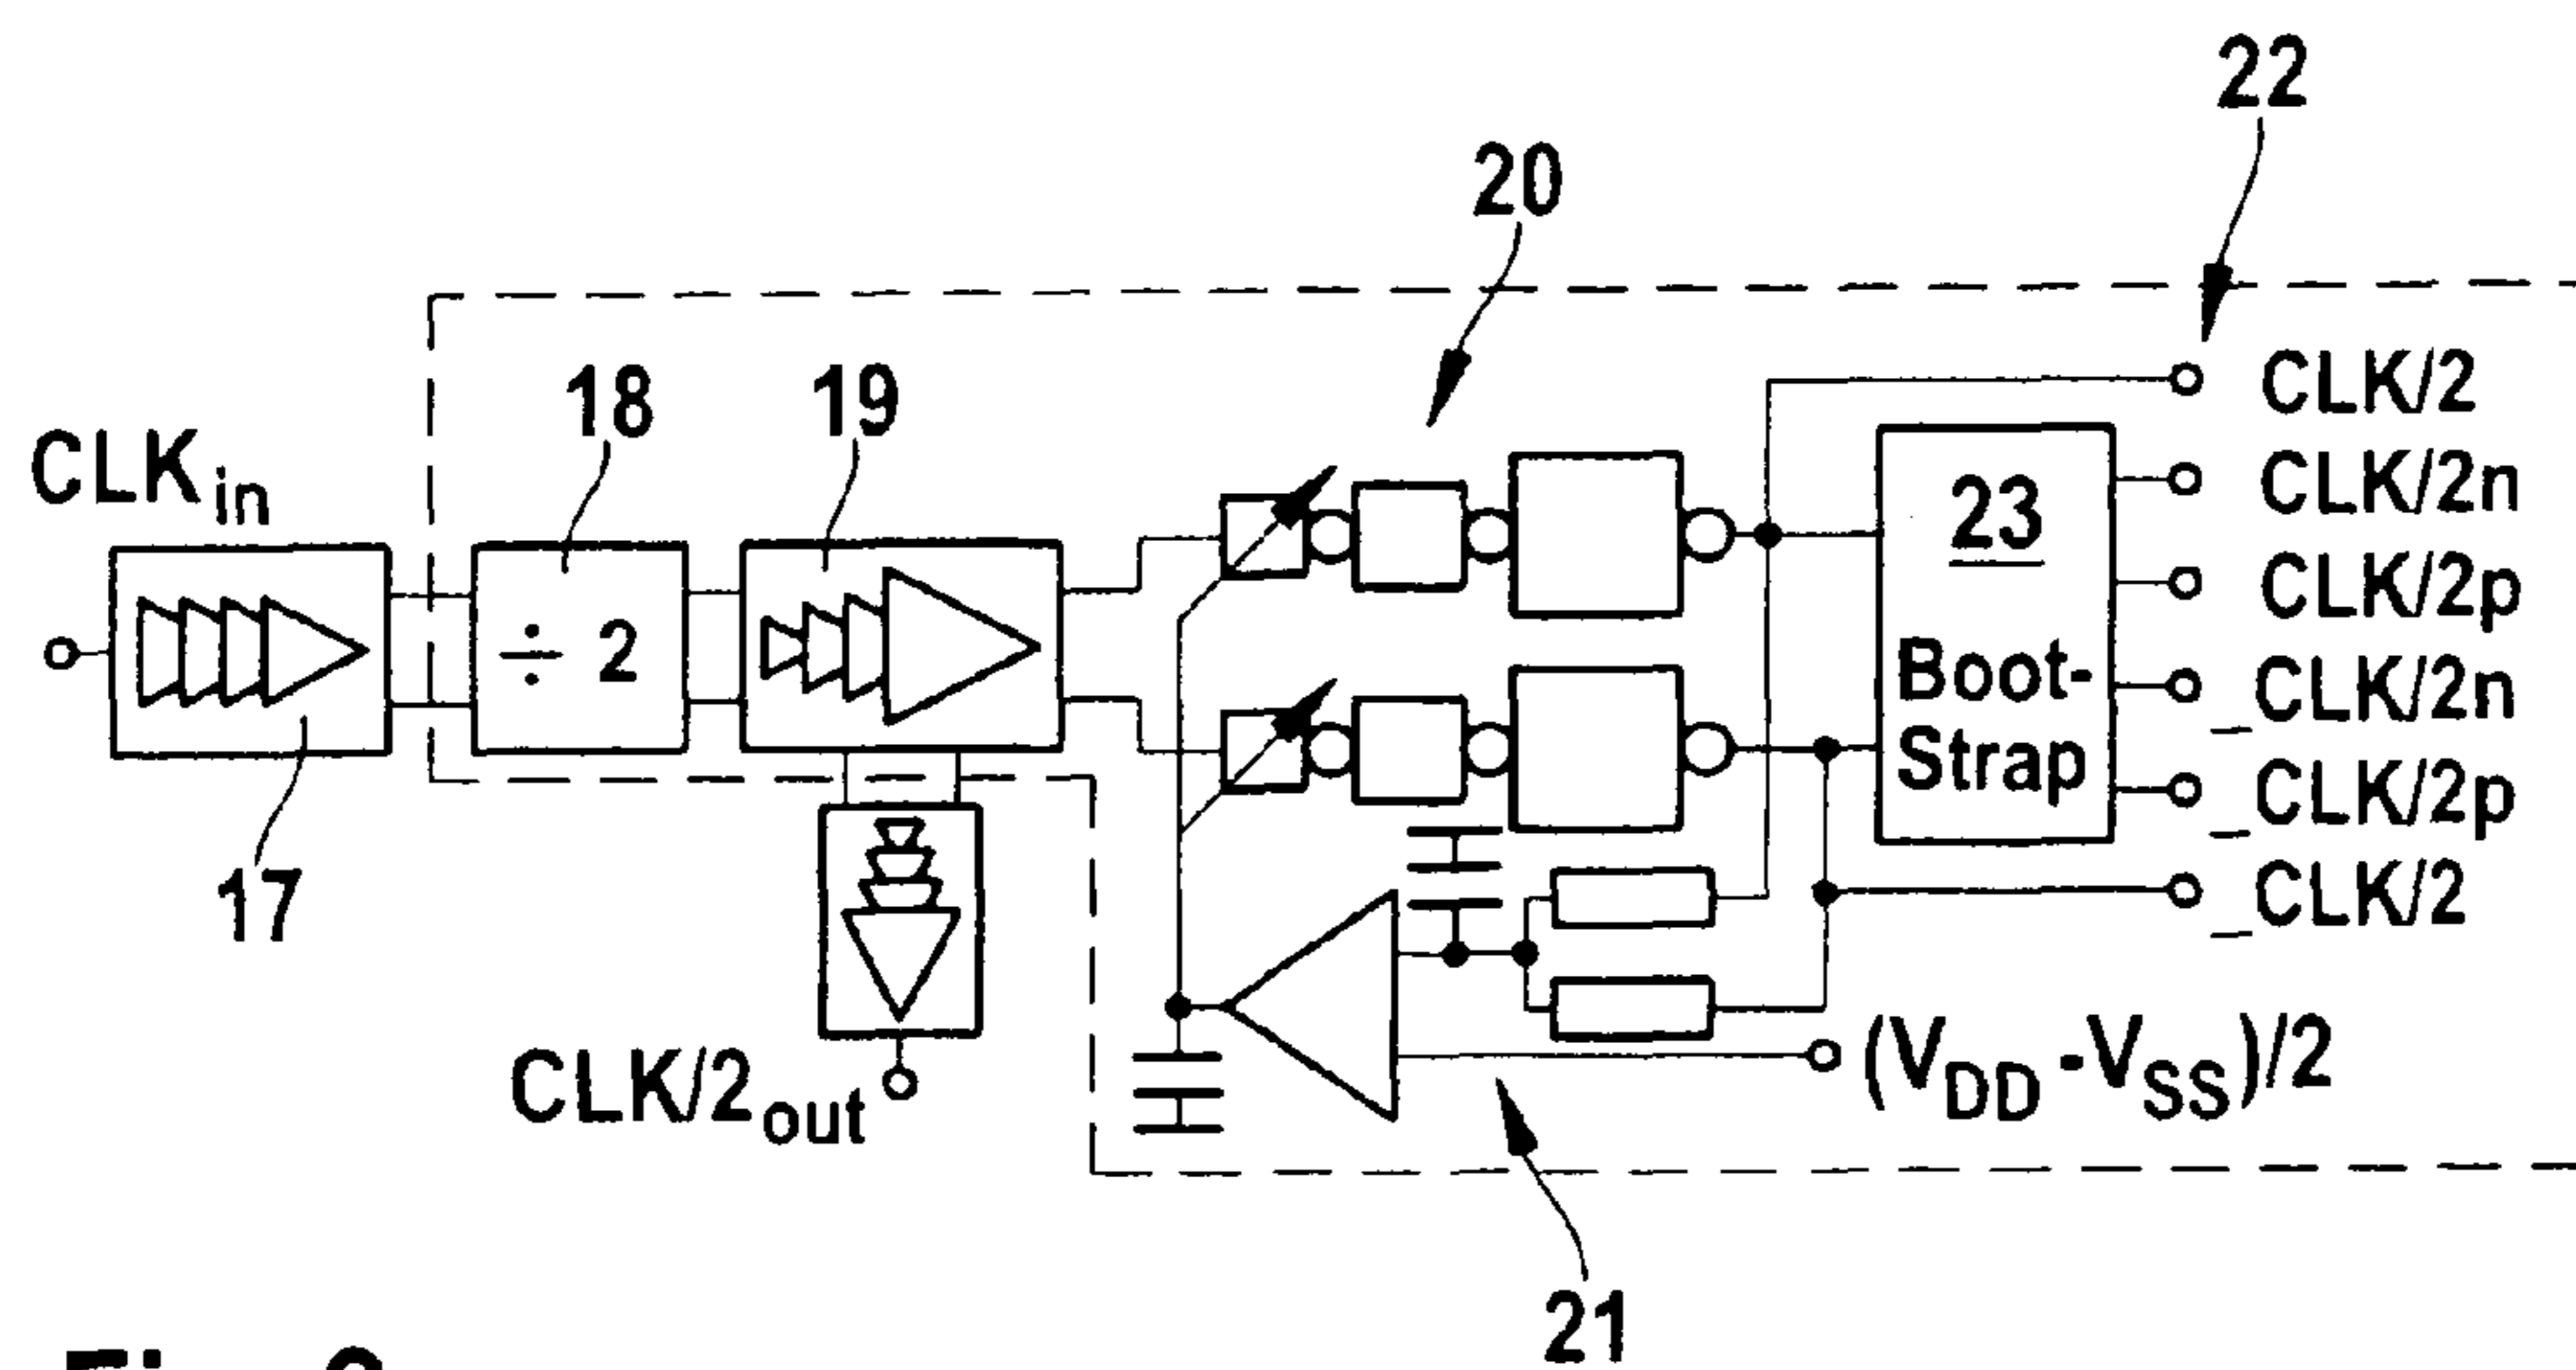 22
20
18
19
CLK/2
CLK/2n
CLK/2p
_CLK/2n
_CLK/2p
_CLK/2
CLKin
÷ 2
23
Boot-
Strap
17
CLK/2out
(VDD-VSS)/2
21